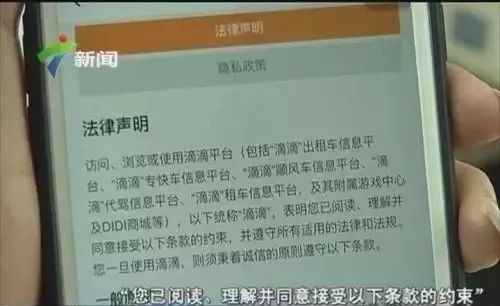 法律声明
新闻
隐私政策
法律声明
访问、浏览或使用滴滴平台（包括“滴滴”出租车信息平
台、“滴滴”专快车信息平台、“滴滴”顺风车信息平台、“滴
滴”代驾信息平台、“滴滴”租车信息平台，及其附属游戏中心
及DIDI商城等），以下统称“滴滴”，表明您已阅读、理解并
同意接受以下条款的约束，并遵守所有适用的法律和法规。
您一旦使用滴滴，则须秉着诚信的原则遵守以下条款。
一般
“您已阅读、理解并同意接受以下条款的约束”